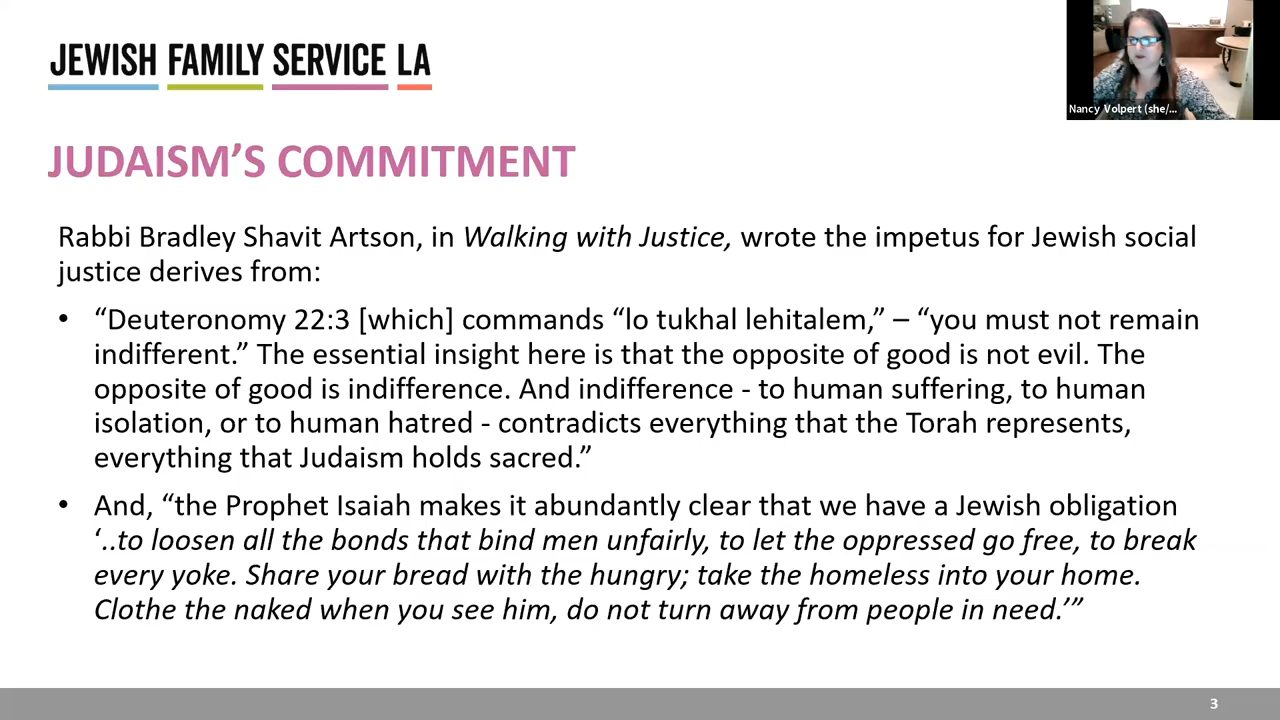 JEWISH FAMILY SERVICE LA
Nancy Volpert (she/...
JUDAISM’S COMMITMENT
Rabbi Bradley Shavit Artson, in Walking with Justice, wrote the impetus for Jewish social
justice derives from:
• “Deuteronomy 22:3 [which] commands “lo tukhal lehitalem,” – “you must not remain
indifferent.” The essential insight here is that the opposite of good is not evil. The
opposite of good is indifference. And indifference - to human suffering, to human
isolation, or to human hatred - contradicts everything that the Torah represents,
everything that Judaism holds sacred.”
• And, “the Prophet Isaiah makes it abundantly clear that we have a Jewish obligation
‘..to loosen all the bonds that bind men unfairly, to let the oppressed go free, to break
every yoke. Share your bread with the hungry; take the homeless into your home.
Clothe the naked when you see him, do not turn away from people in need.’”
3